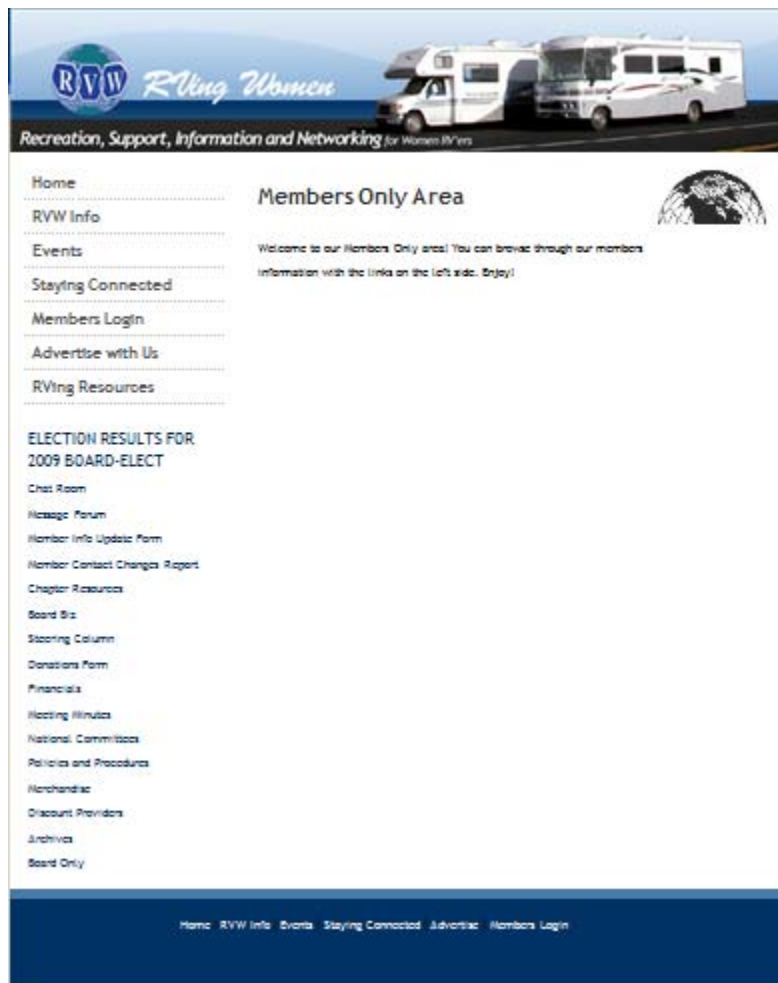 RVW RVing Women
Recreation, Support, Information and Networking for Women RV'ers
Home
RVW Info
Events
Staying Connected
Members Login
Advertise with Us
RVing Resources
Members Only Area
Welcome to our Members Only area! You can browse through our members
information with the links on the left side. Enjoy!
ELECTION RESULTS FOR
2009 BOARD-ELECT
Chat Room
Message Forum
Member Info Update Form
Member Contact Changes Report
Chapter Resources
Board Biz
Steering Column
Donations Form
Financials
Meeting Minutes
National Committees
Policies and Procedures
Merchandise
Discount Providers
Archives
Board Only
Home RVW Info Events Staying Connected Advertise Members Login